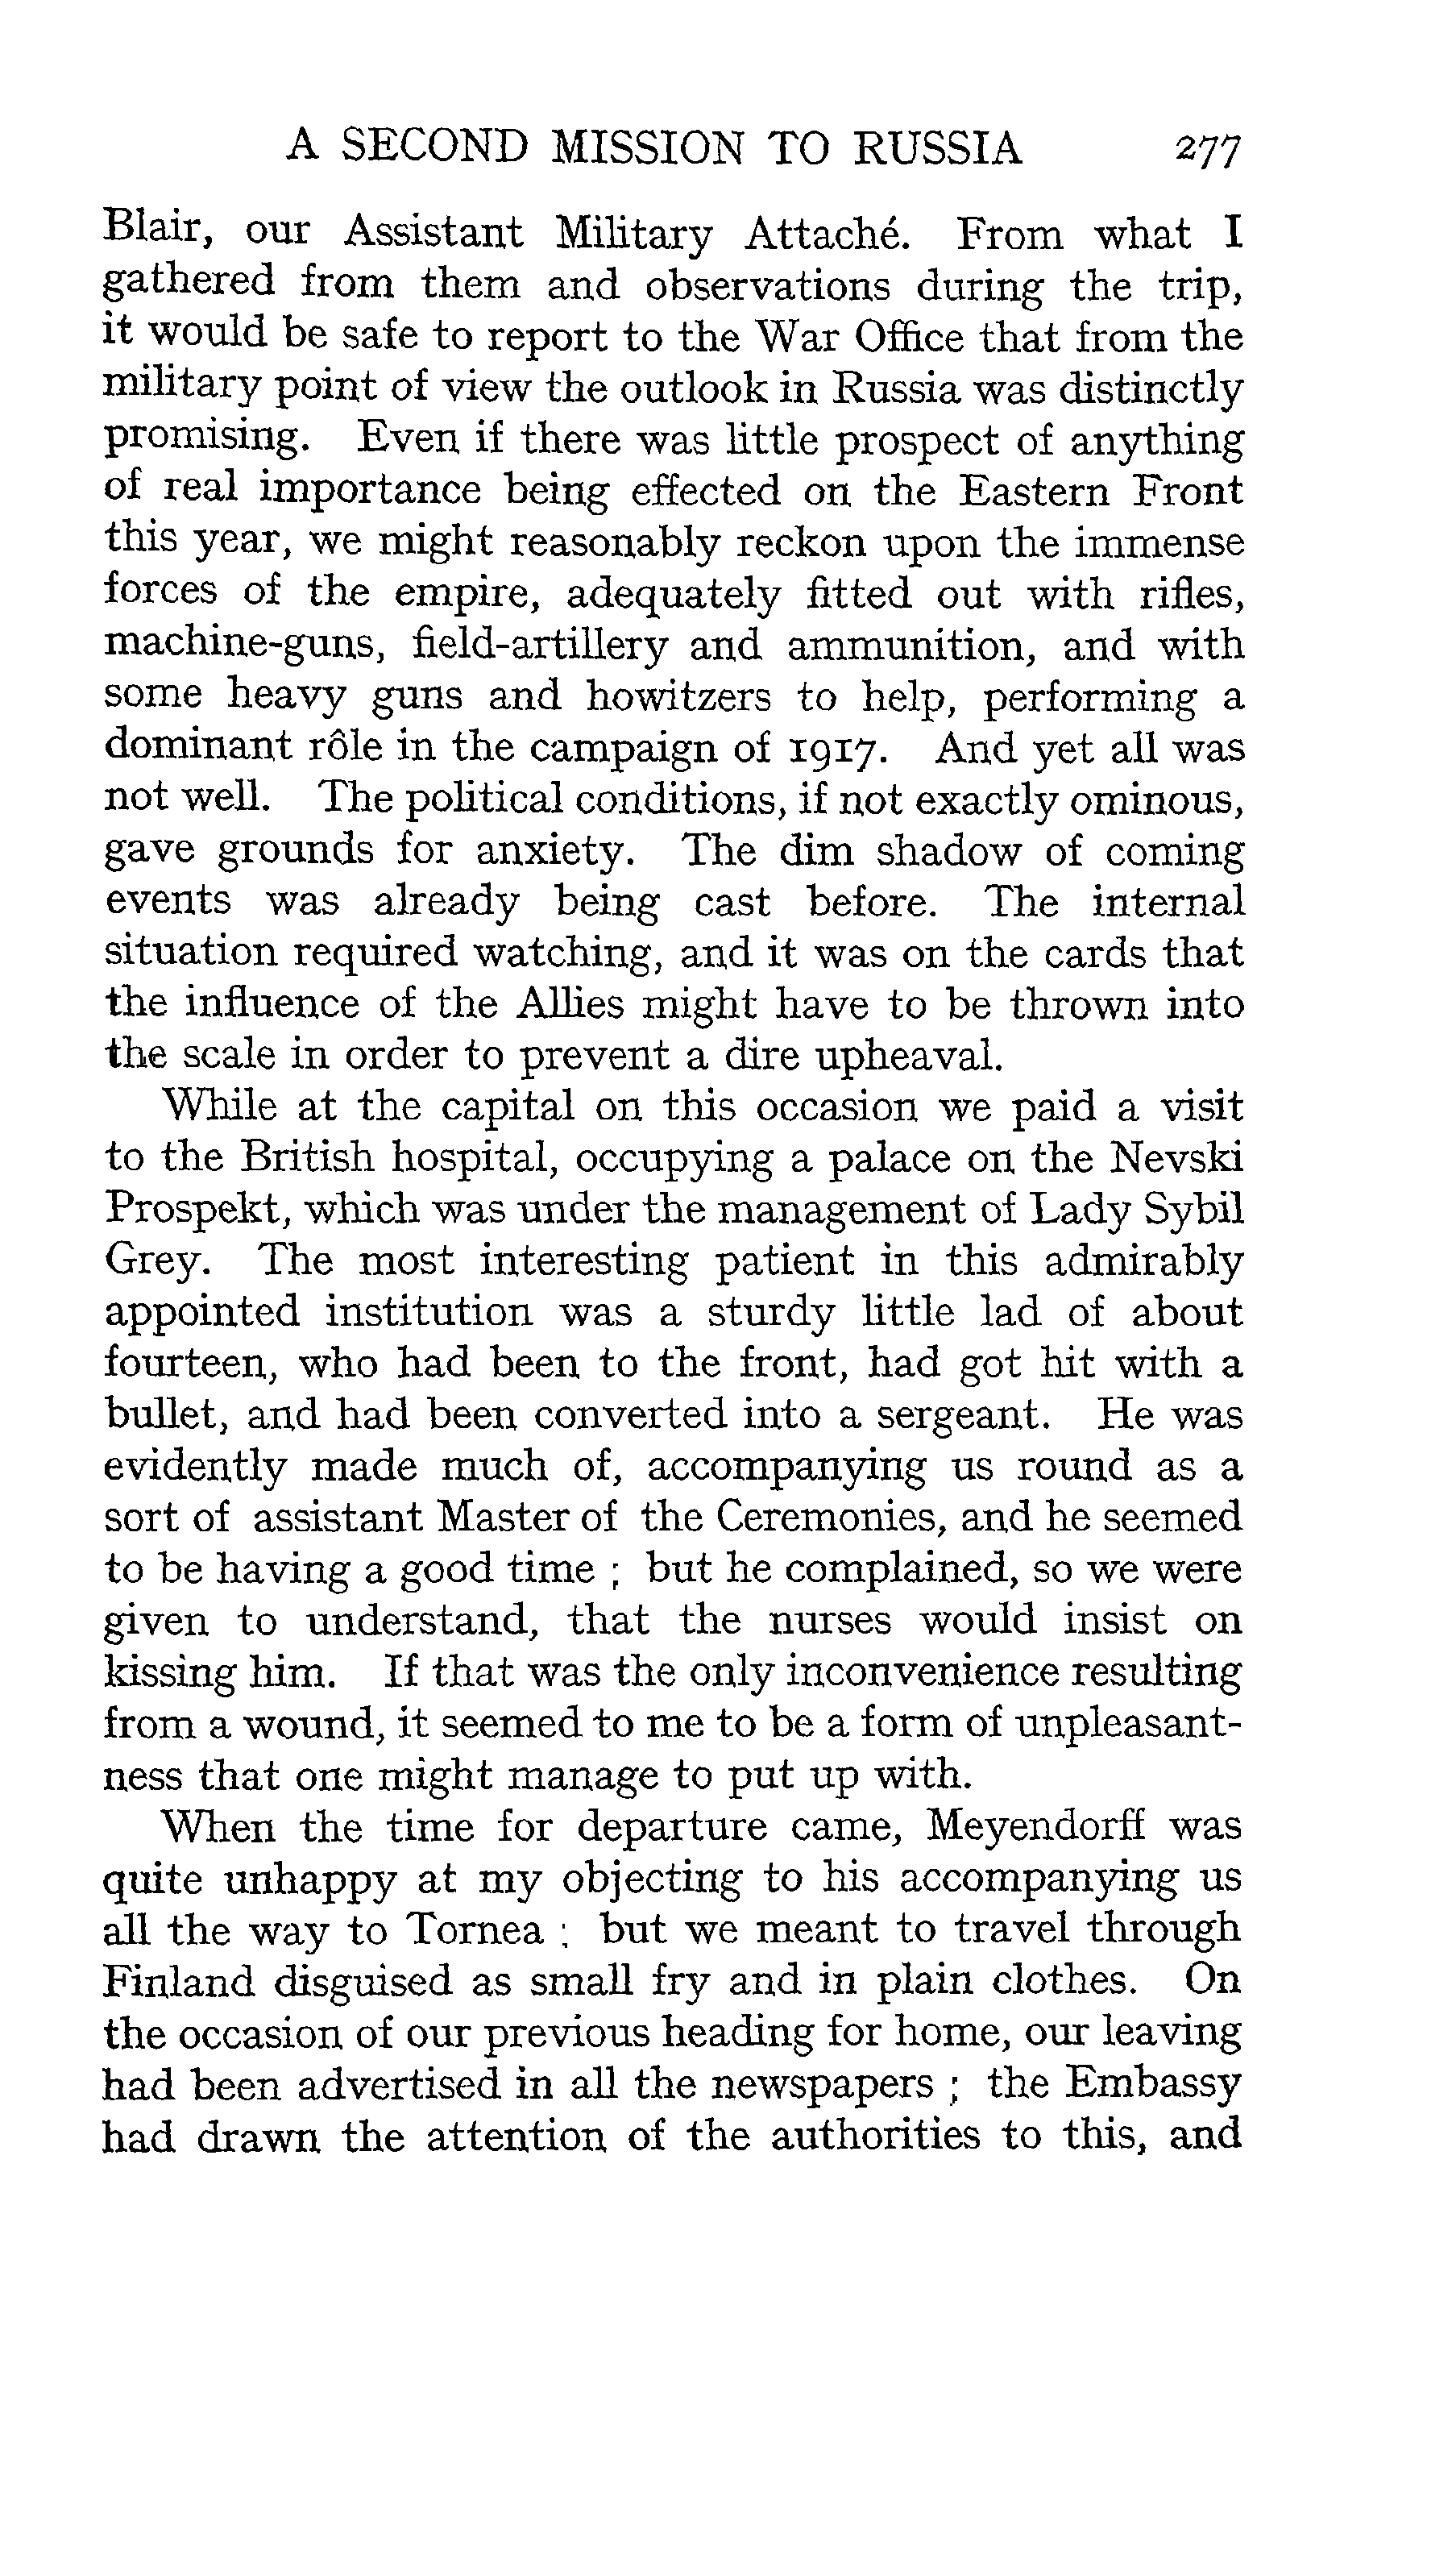 A SECOND MISSION TO RUSSIA 277
Blair, our Assistant Military Attaché. From what I
gathered from them and observations during the trip,
it would be safe to report to the War Office that from the
military point of view the outlook in Russia was distinctly
promising. Even if there was little prospect of anything
of real importance being effected on the Eastern Front
this year, we might reasonably reckon upon the immense
forces of the empire, adequately fitted out with rifles,
machine-guns, field-artillery and ammunition, and with
some heavy guns and howitzers to help, performing a
dominant rôle in the campaign of 1917. And yet all was
not well. The political conditions, if not exactly ominous,
gave grounds for anxiety. The dim shadow of coming
events was already being cast before. The internal
situation required watching, and it was on the cards that
the influence of the Allies might have to be thrown into
the scale in order to prevent a dire upheaval.
While at the capital on this occasion we paid a visit
to the British hospital, occupying a palace on the Nevski
Prospekt, which was under the management of Lady Sybil
Grey. The most interesting patient in this admirably
appointed institution was a sturdy little lad of about
fourteen, who had been to the front, had got hit with a
bullet, and had been converted into a sergeant. He was
evidently made much of, accompanying us round as a
sort of assistant Master of the Ceremonies, and he seemed
to be having a good time ; but he complained, so we were
given to understand, that the nurses would insist on
kissing him. If that was the only inconvenience resulting
from a wound, it seemed to me to be a form of unpleasant-
ness that one might manage to put up with.
When the time for departure came, Meyendorff was
quite unhappy at my objecting to his accompanying us
all the way to Tornea ; but we meant to travel through
Finland disguised as small fry and in plain clothes. On
the occasion of our previous heading for home, our leaving
had been advertised in all the newspapers ; the Embassy
had drawn the attention of the authorities to this, and